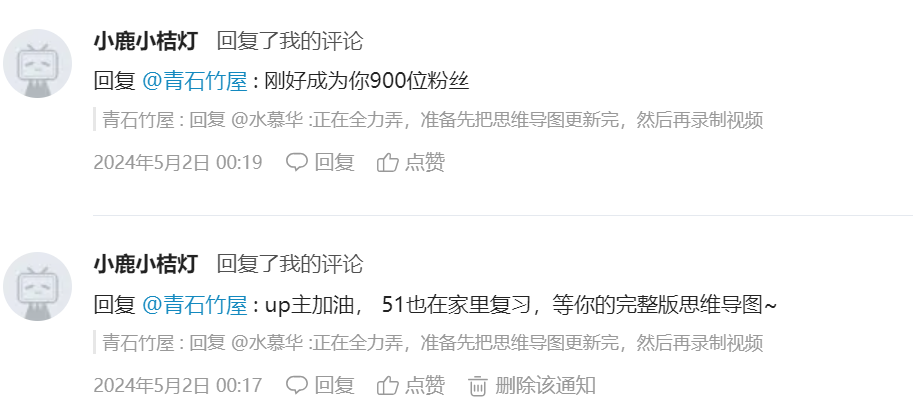 小鹿小桔灯 回复了我的评论
回复 @青石竹屋 : 刚好成为你900位粉丝
青石竹屋 : 回复 @水慕华 :正在全力弄，准备先把思维导图更新完，然后再录制视频
2024年5月2日 00:19 回复 点赞
小鹿小桔灯 回复了我的评论
回复 @青石竹屋 : up主加油， 51也在家里复习，等你的完整版思维导图~
青石竹屋 : 回复 @水慕华 :正在全力弄，准备先把思维导图更新完，然后再录制视频
2024年5月2日 00:17 回复 点赞 删除该通知